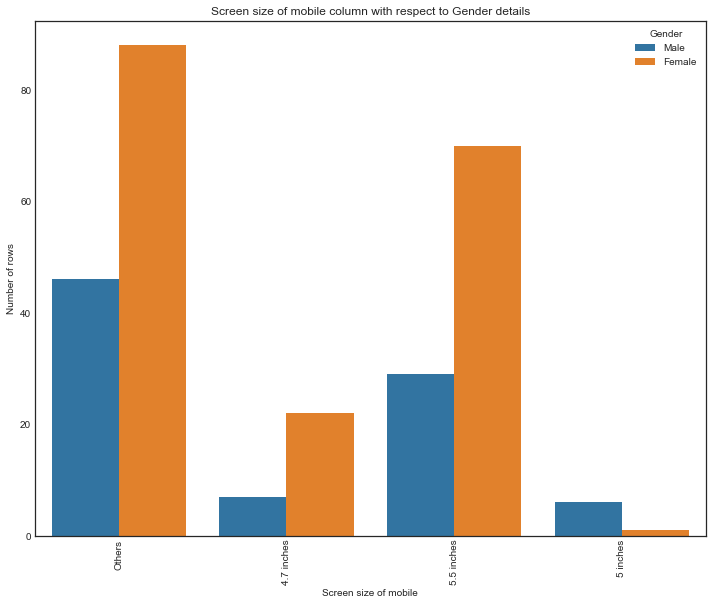 Screen size of mobile column with respect to Gender details
Gender
Male
Female
Number of rows
80
60
40
20
0
Others
4.7 inches
5.5 inches
5 inches
Screen size of mobile